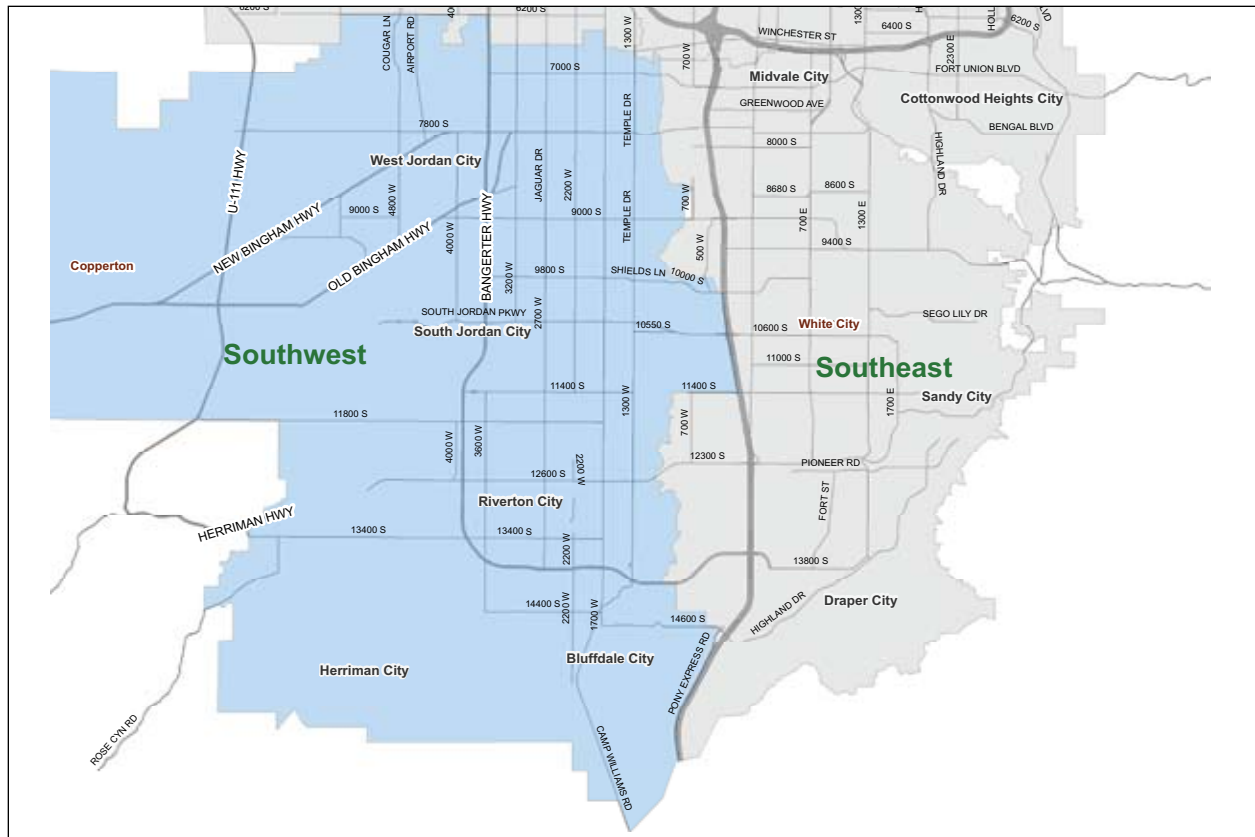 6200 S
COUGAR LN
AIRPORT RD
6200 S
1300 W
WINCHESTER ST
6400 S
6200 S
2300 E
700 W
7000 S
Midvale City
FORT UNION BLVD
GREENWOOD AVE
Cottonwood Heights City
TEMPLE DR
BENGAL BLVD
7800 S
8000 S
HIGHLAND DR
U-111 HWY
West Jordan City
JAGUAR DR
2200 W
4800 W
700 W
8680 S
8600 S
9000 S
NEW BINGHAM HWY
4000 W
BANGERTER HWY
9000 S
TEMPLE DR
500 W
700 E
1300 E
9400 S
Copperton
OLD BINGHAM HWY
3200 W
9800 S
SHIELDS LN
10000 S
SOUTH JORDAN PKWY
2700 W
South Jordan City
10550 S
10600 S
White City
SEGO LILY DR
Southwest
11000 S
Southeast
11400 S
1300 W
11400 S
1700 E
Sandy City
11800 S
700 W
4000 W
3600 W
12300 S
PIONEER RD
2200 W
12600 S
FORT ST
Riverton City
HERRIMAN HWY
13400 S
13400 S
2200 W
13800 S
14400 S
2200 W
1700 W
14600 S
HIGHLAND DR
Draper City
Herriman City
Bluffdale City
PONY EXPRESS RD
ROSE CYN RD
CAMP WILLIAMS RD